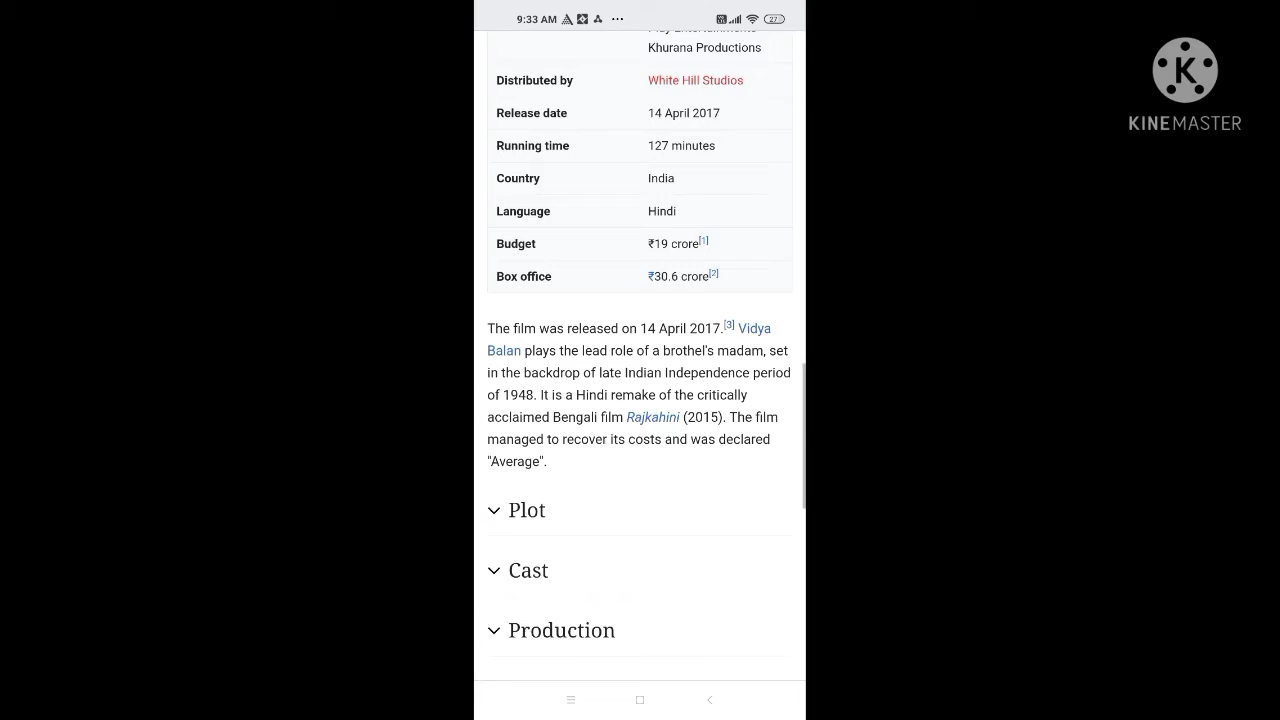 9:33 AM
27
Play Entertainments
Khurana Productions
Distributed by White Hill Studios
Release date 14 April 2017
Running time 127 minutes
Country India
Language Hindi
Budget ₹19 crore[1]
Box office ₹30.6 crore[2]
The film was released on 14 April 2017.[3] Vidya
Balan plays the lead role of a brothel's madam, set
in the backdrop of late Indian Independence period
of 1948. It is a Hindi remake of the critically
acclaimed Bengali film Rajkahini (2015). The film
managed to recover its costs and was declared
"Average".
Plot
Cast
Production
K
KINEMASTER